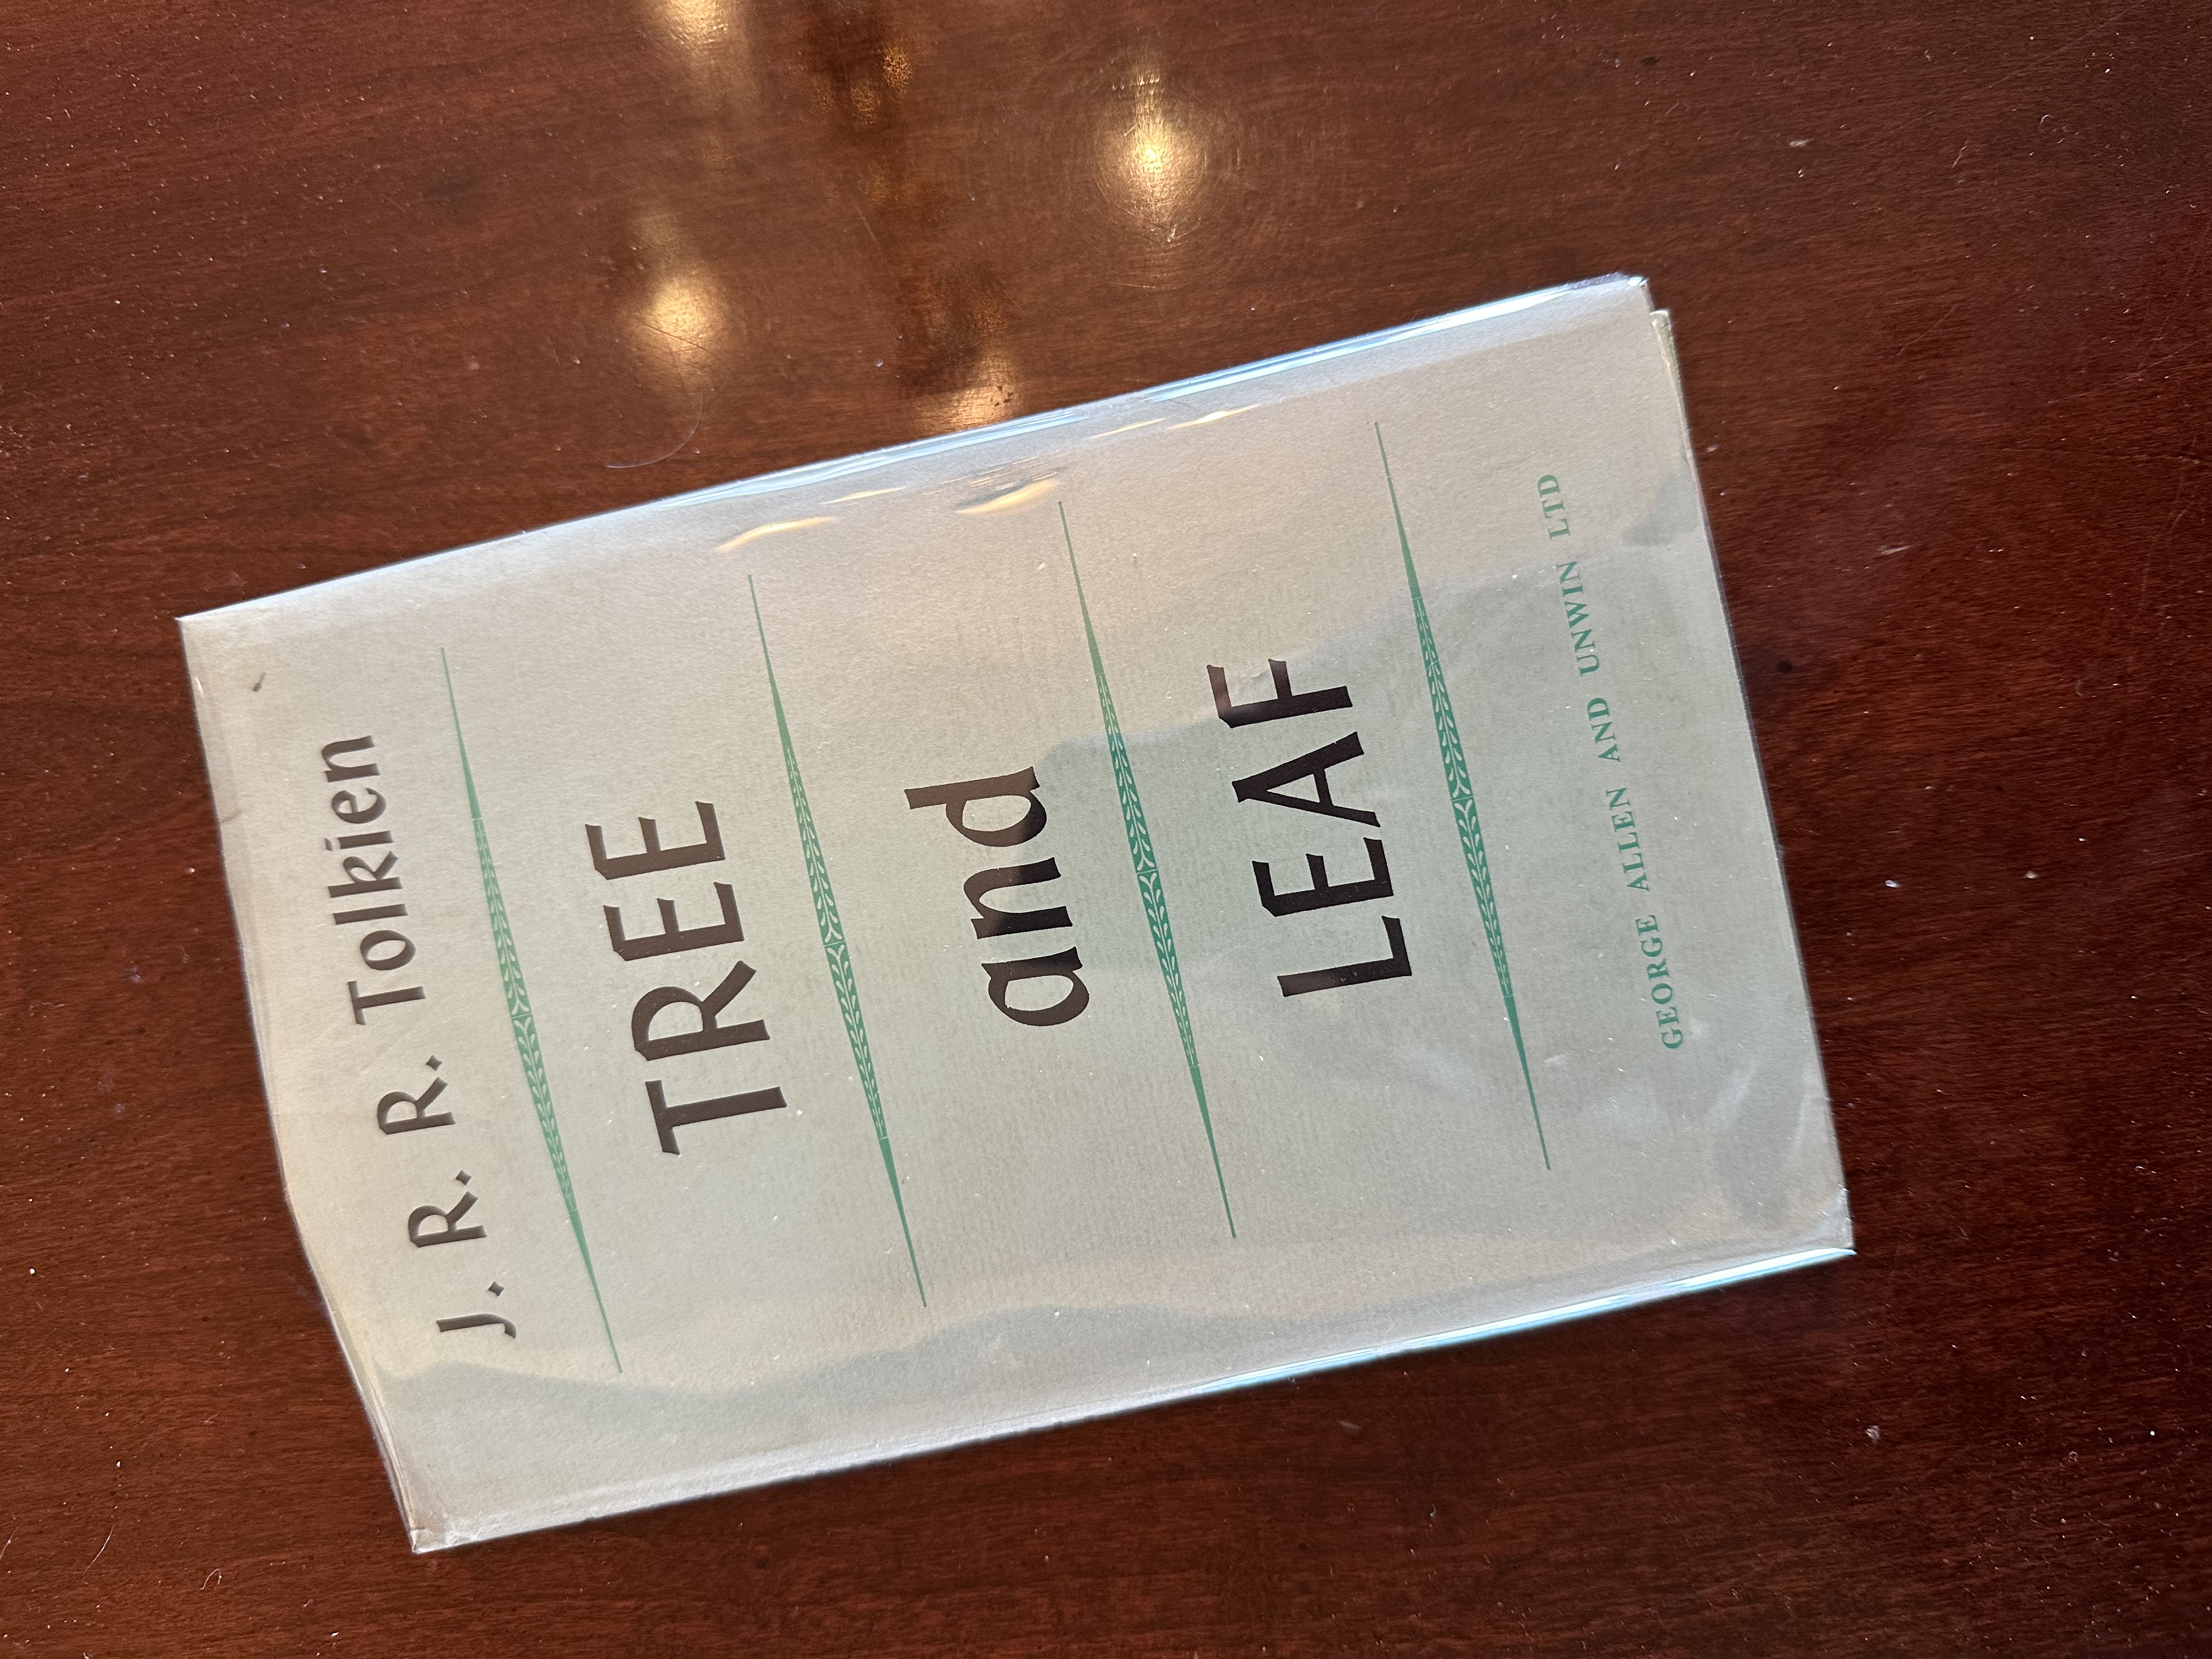 J. R. R. Tolkien
TREE
and
LEAF
GEORGE ALLEN AND UNWIN LTD